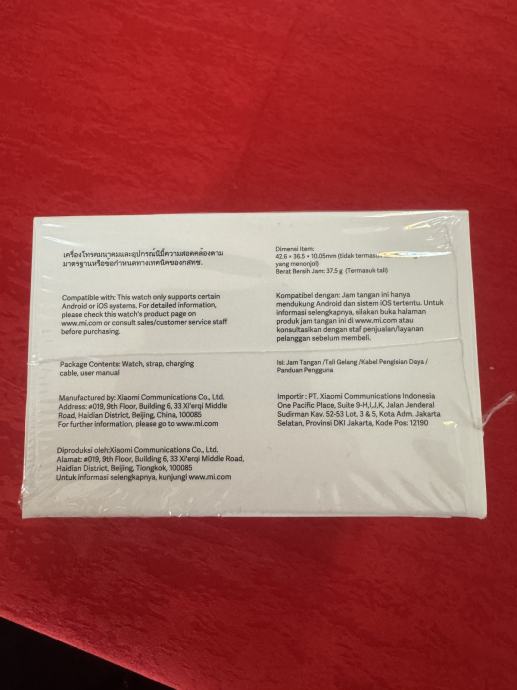 เครื่องโทรคมนาคมและอุปกรณ์นี้มีความสอดคล้องตาม
มาตรฐานหรือข้อกำหนดทางเทคนิคของกสทช.
Compatible with: This watch only supports certain
Android or iOS systems. For detailed information,
please check this watch's product page on
www.mi.com or consult sales/customer service staff
before purchasing.
Package Contents: Watch, strap, charging
cable, user manual
Manufactured by: Xiaomi Communications Co., Ltd.
Address: #019, 9th Floor, Building 6, 33 Xi'erqi Middle
Road, Haidian District, Beijing, China, 100085
For further information, please go to www.mi.com
Diproduksi oleh:Xiaomi Communications Co., Ltd.
Alamat: #019, 9th Floor, Building 6, 33 Xi'erqi Middle Road,
Haidian District, Beijing, Tiongkok, 100085
Untuk informasi selengkapnya, kunjungi www.mi.com
Dimensi Item:
42.6 × 36.5 × 10.05mm (tidak
yang menonjol)
Berat Bersih Jam: 37.5 g (Termasuk tali)
Kompatibel dengan: Jam tangan ini hanya
mendukung Android dan sistem iOS tertentu. Untuk
informasi selengkapnya, silakan buka halaman
produk jam tangan ini di www.mi.com atau
konsultasikan dengan staf penjualan/layanan
pelanggan sebelum membeli.
Isi: Jam Tangan /Tali Gelang /Kabel Pengisian Daya /
Panduan Pengguna
Importir: PT. Xiaomi Communications Indonesia
One Pacific Place, Suite 9-H,I,J,K, Jalan Jenderal
Sudirman Kav. 52-53 Lot. 3 & 5, Kota Adm. Jakarta
Selatan, Provinsi DKI Jakarta, Kode Pos: 12190